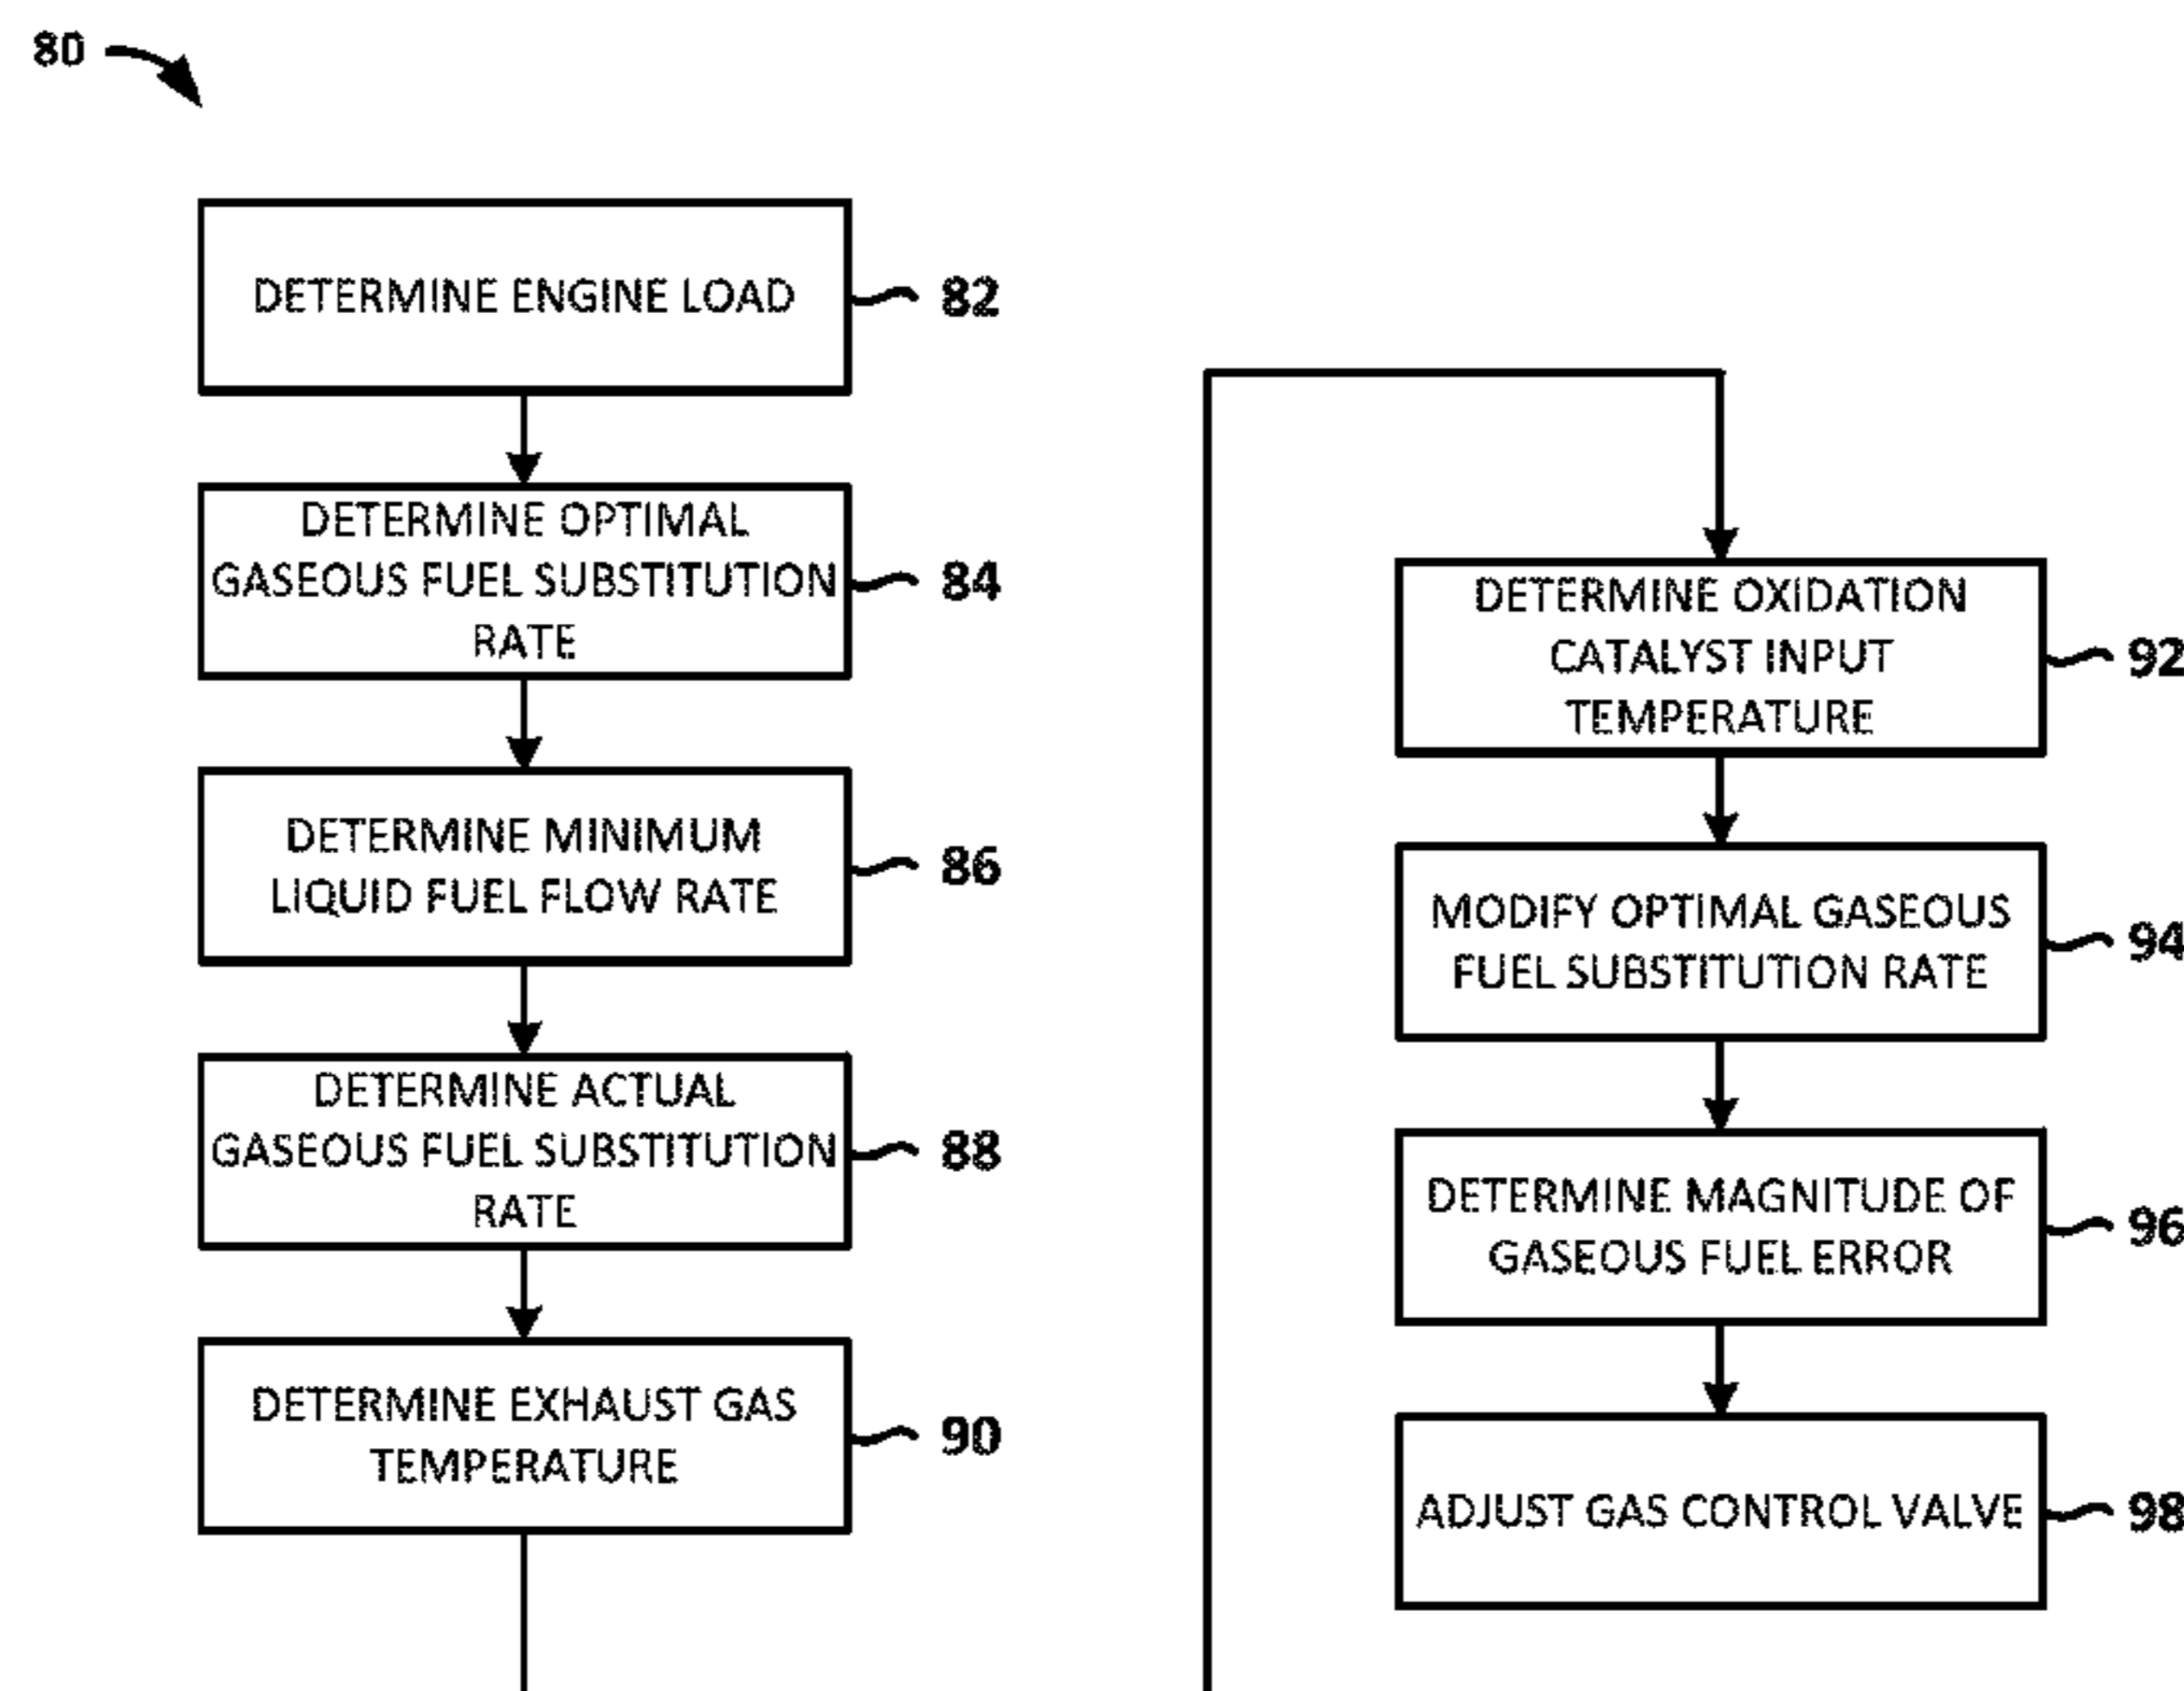 80
DETERMINE ENGINE LOAD
82
DETERMINE OPTIMAL
GASEOUS FUEL SUBSTITUTION
RATE
84
DETERMINE MINIMUM
LIQUID FUEL FLOW RATE
86
DETERMINE ACTUAL
GASEOUS FUEL SUBSTITUTION
RATE
88
DETERMINE EXHAUST GAS
TEMPERATURE
90
DETERMINE OXIDATION
CATALYST INPUT
TEMPERATURE
92
MODIFY OPTIMAL GASEOUS
FUEL SUBSTITUTION RATE
94
DETERMINE MAGNITUDE OF
GASEOUS FUEL ERROR
96
ADJUST GAS CONTROL VALVE
98